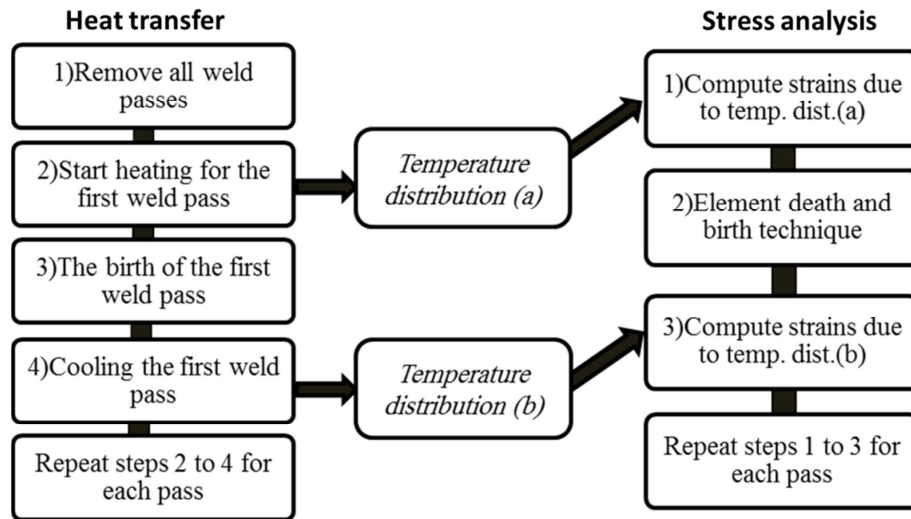 Heat transfer
1)Remove all weld
passes
2)Start heating for the
first weld pass
3)The birth of the first
weld pass
4)Cooling the first weld
pass
Repeat steps 2 to 4 for
each pass
Temperature
distribution (a)
Temperature
distribution (b)
Stress analysis
1)Compute strains due
to temp. dist.(a)
2)Element death and
birth technique
3)Compute strains due
to temp. dist.(b)
Repeat steps 1 to 3 for
each pass